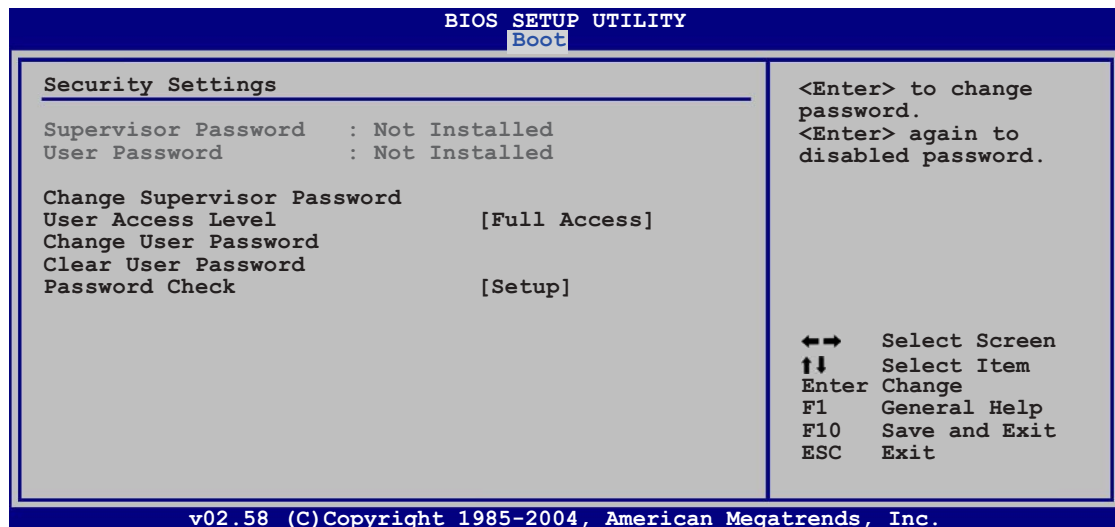 BIOS SETUP UTILITY
Boot
Security Settings
Supervisor Password : Not Installed
User Password : Not Installed
Change Supervisor Password
User Access Level [Full Access]
Change User Password
Clear User Password
Password Check [Setup]
<Enter> to change
password.
<Enter> again to
disabled password.
←→ Select Screen
↑↓ Select Item
Enter Change
F1 General Help
F10 Save and Exit
ESC Exit
v02.58 (C)Copyright 1985-2004, American Megatrends, Inc.